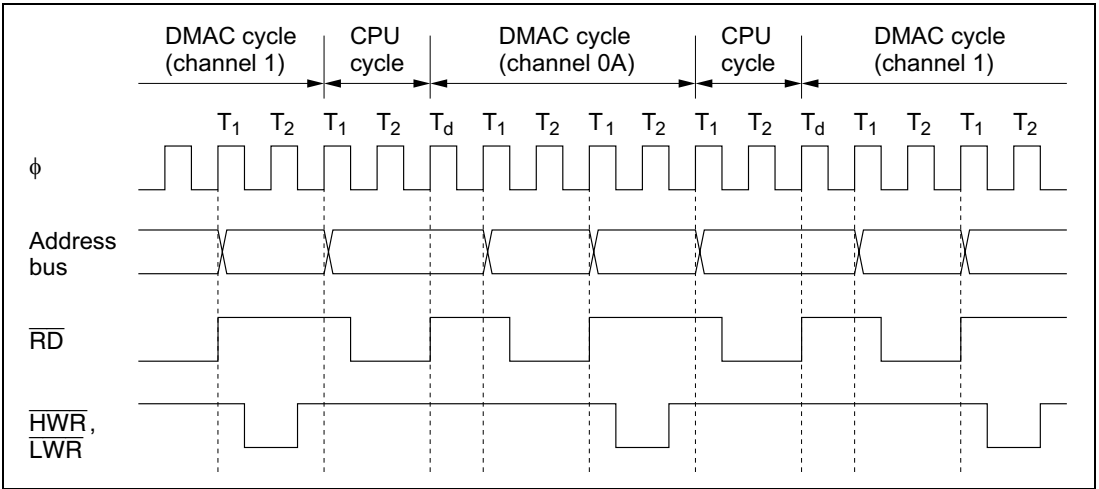 DMAC cycle (channel 1) CPU cycle DMAC cycle (channel 0A) CPU cycle DMAC cycle (channel 1)
T1 T2 T1 T2 Td T1 T2 T1 T2 T1 T2 Td T1 T2 T1 T2
ϕ
Address
bus
RD
HWR,
LWR